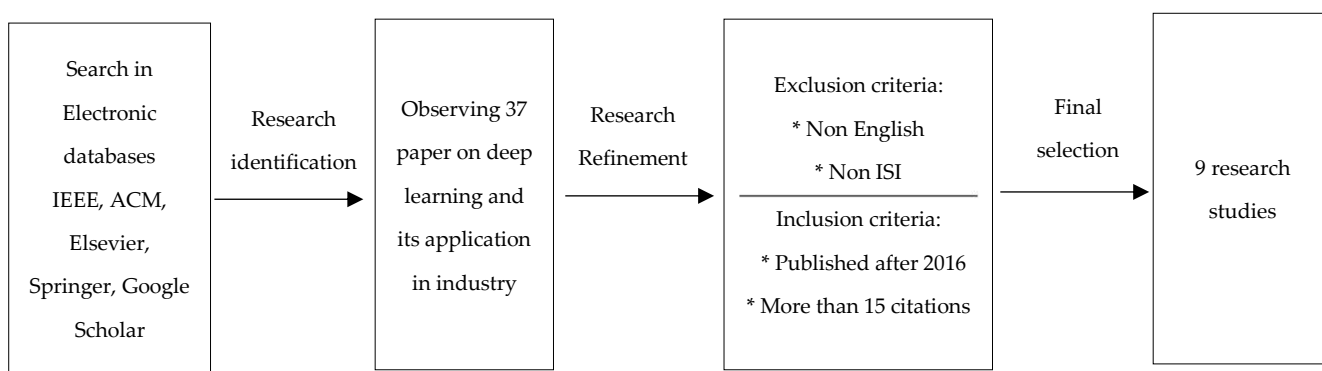 Search in
Electronic
databases
IEEE, ACM,
Elsevier,
Springer, Google
Scholar
Research
identification
Observing 37
paper on deep
learning and
its application
in industry
Research
Refinement
Exclusion criteria:
* Non English
* Non ISI
Inclusion criteria:
* Published after 2016
* More than 15 citations
Final
selection
9 research
studies